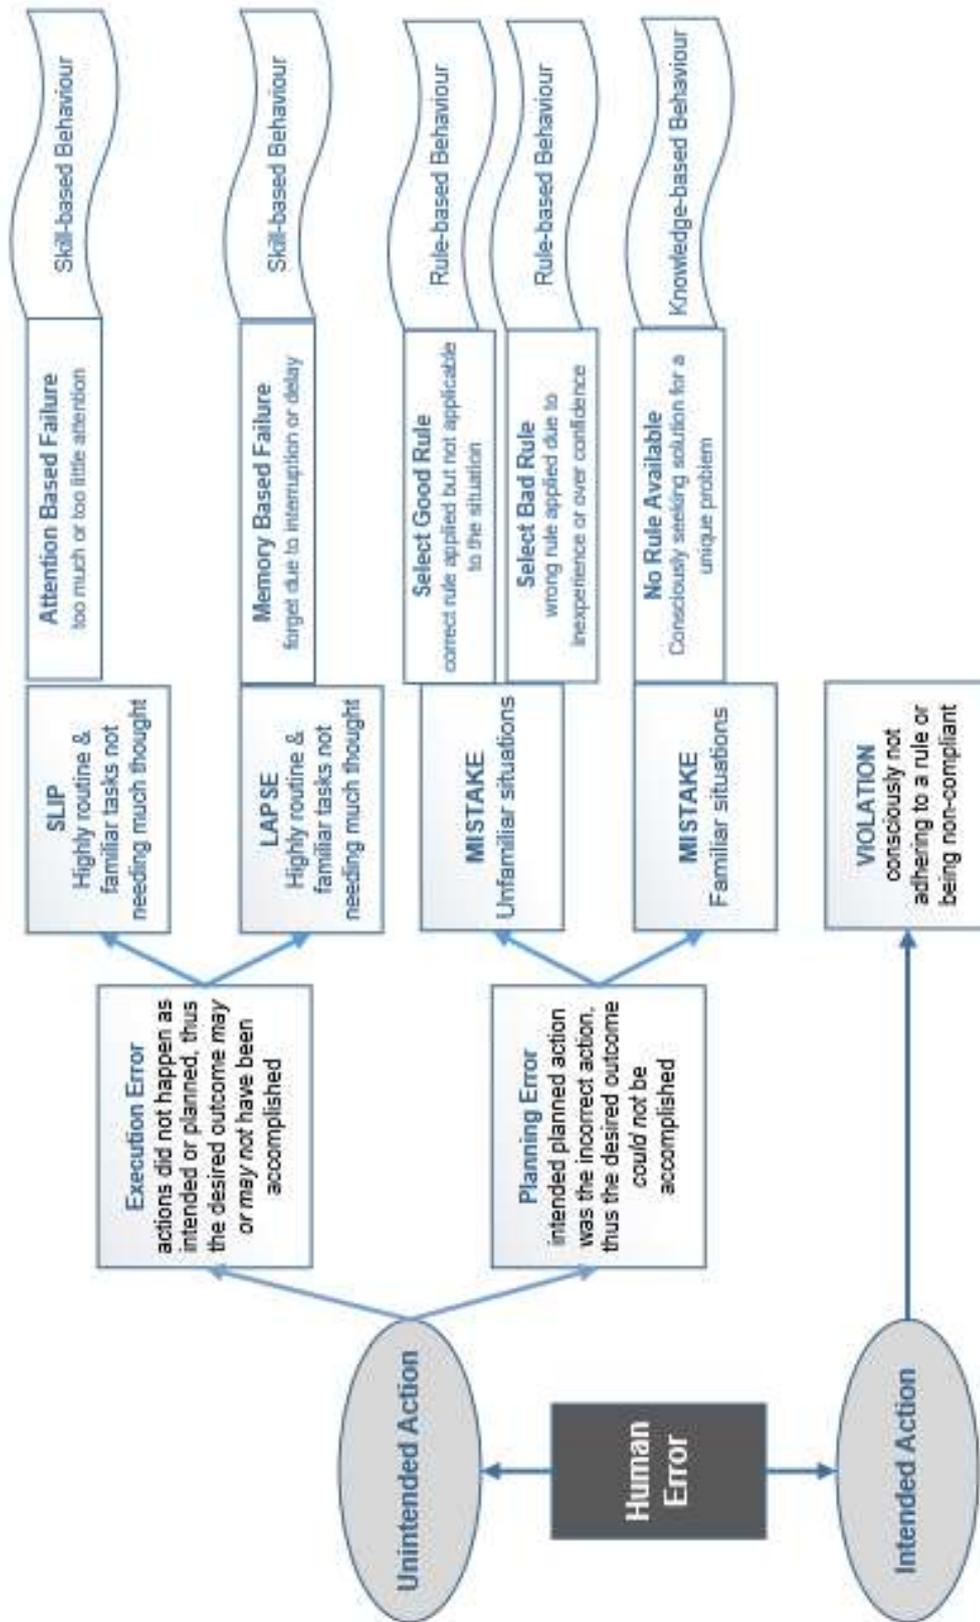 Human
Error
Unintended Action
Intended Action
Execution Error
actions did not happen as
intended or planned, thus
the desired outcome may
or may not have been
accomplished
Planning Error
intended planned action
was the incorrect action,
thus the desired outcome
could not be
accomplished
SLIP
Highly routine &
familiar tasks not
needing much thought
Attention Based Failure
too much or too little attention
Skill-based Behaviour
LAPSE
Highly routine &
familiar tasks not
needing much thought
Memory Based Failure
forget due to interruption or delay
Skill-based Behaviour
MISTAKE
Unfamiliar situations
Select Good Rule
correct rule applied but not applicable
to the situation
Rule-based Behaviour
Select Bad Rule
wrong rule applied due to
inexperience or over confidence
Rule-based Behaviour
MISTAKE
Familiar situations
No Rule Available
Consciously seeking solution for a
unique problem
Knowledge-based Behaviour
VIOLATION
consciously not
adhering to a rule or
being non-compliant